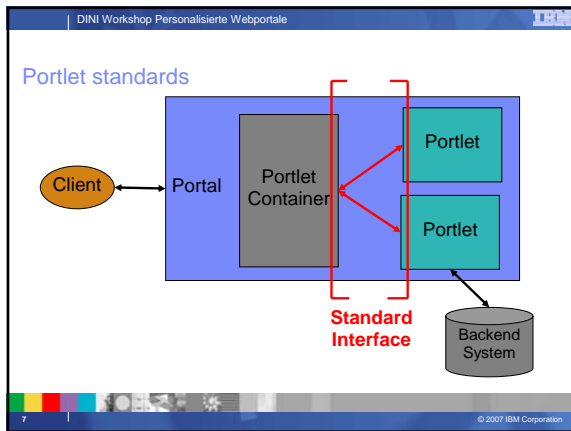 DINI Workshop Personalisierte Webportale
IBM
Portlet standards
Client
Portal
Portlet
Container
Portlet
Portlet
Standard
Interface
Backend
System
7
© 2007 IBM Corporation